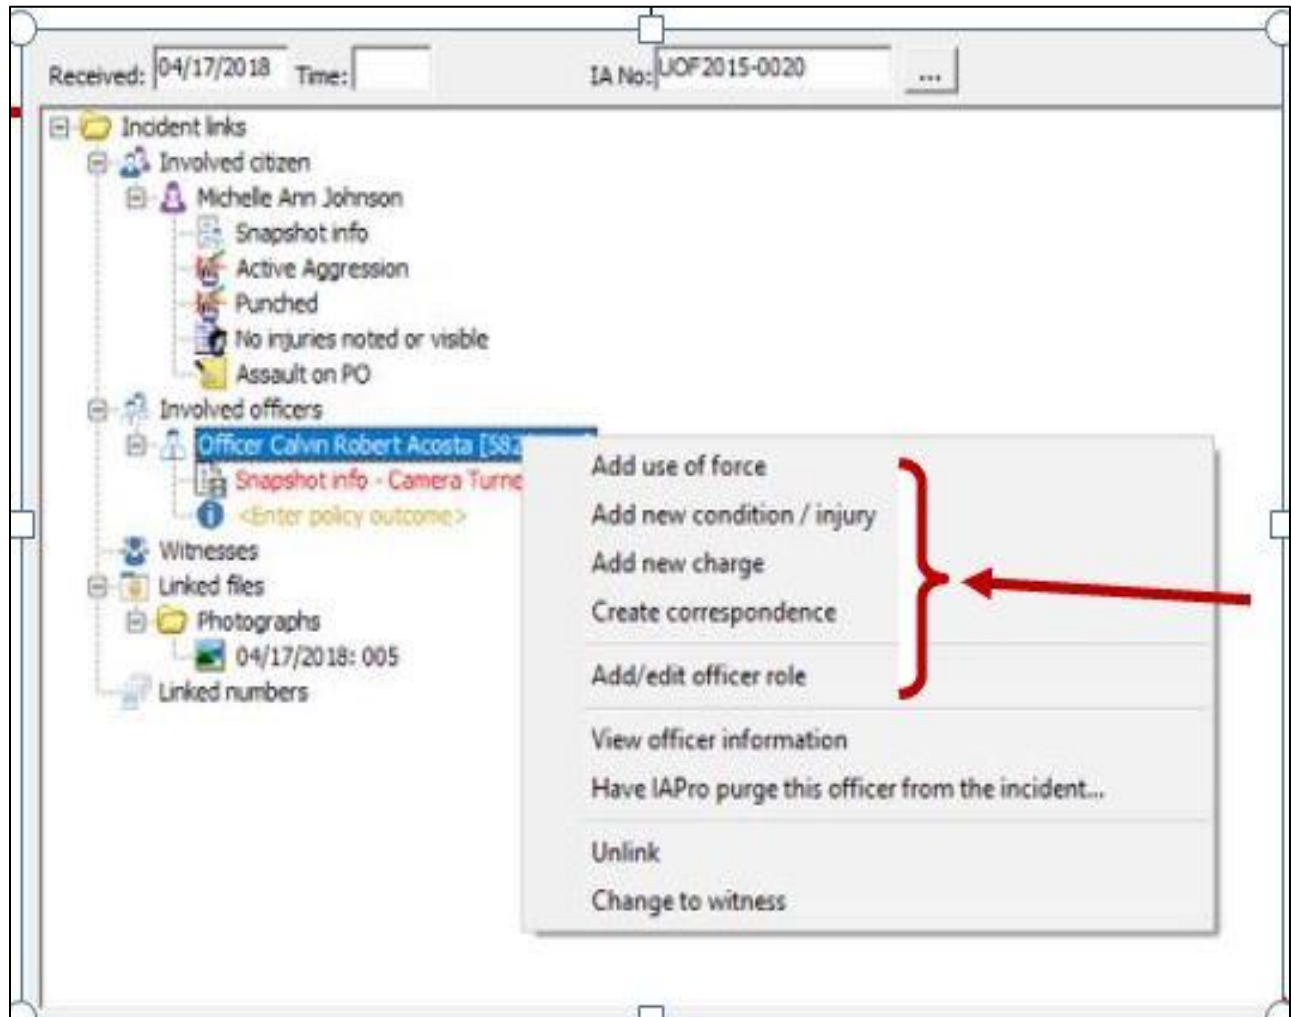 Received: 04/17/2018 Time: IA No: UOF2015-0020 ...
Incident links
Involved citizen
Michelle Ann Johnson
Snapshot info
Active Aggression
Punched
No injuries noted or visible
Assault on PO
Involved officers
Officer Calvin Robert Acosta [582
Snapshot info - Camera Turne
<Enter policy outcome>
Witnesses
Linked files
Photographs
04/17/2018: 005
Linked numbers
Add use of force
Add new condition / injury
Add new charge
Create correspondence
Add/edit officer role
View officer information
Have IAPro purge this officer from the incident...
Unlink
Change to witness